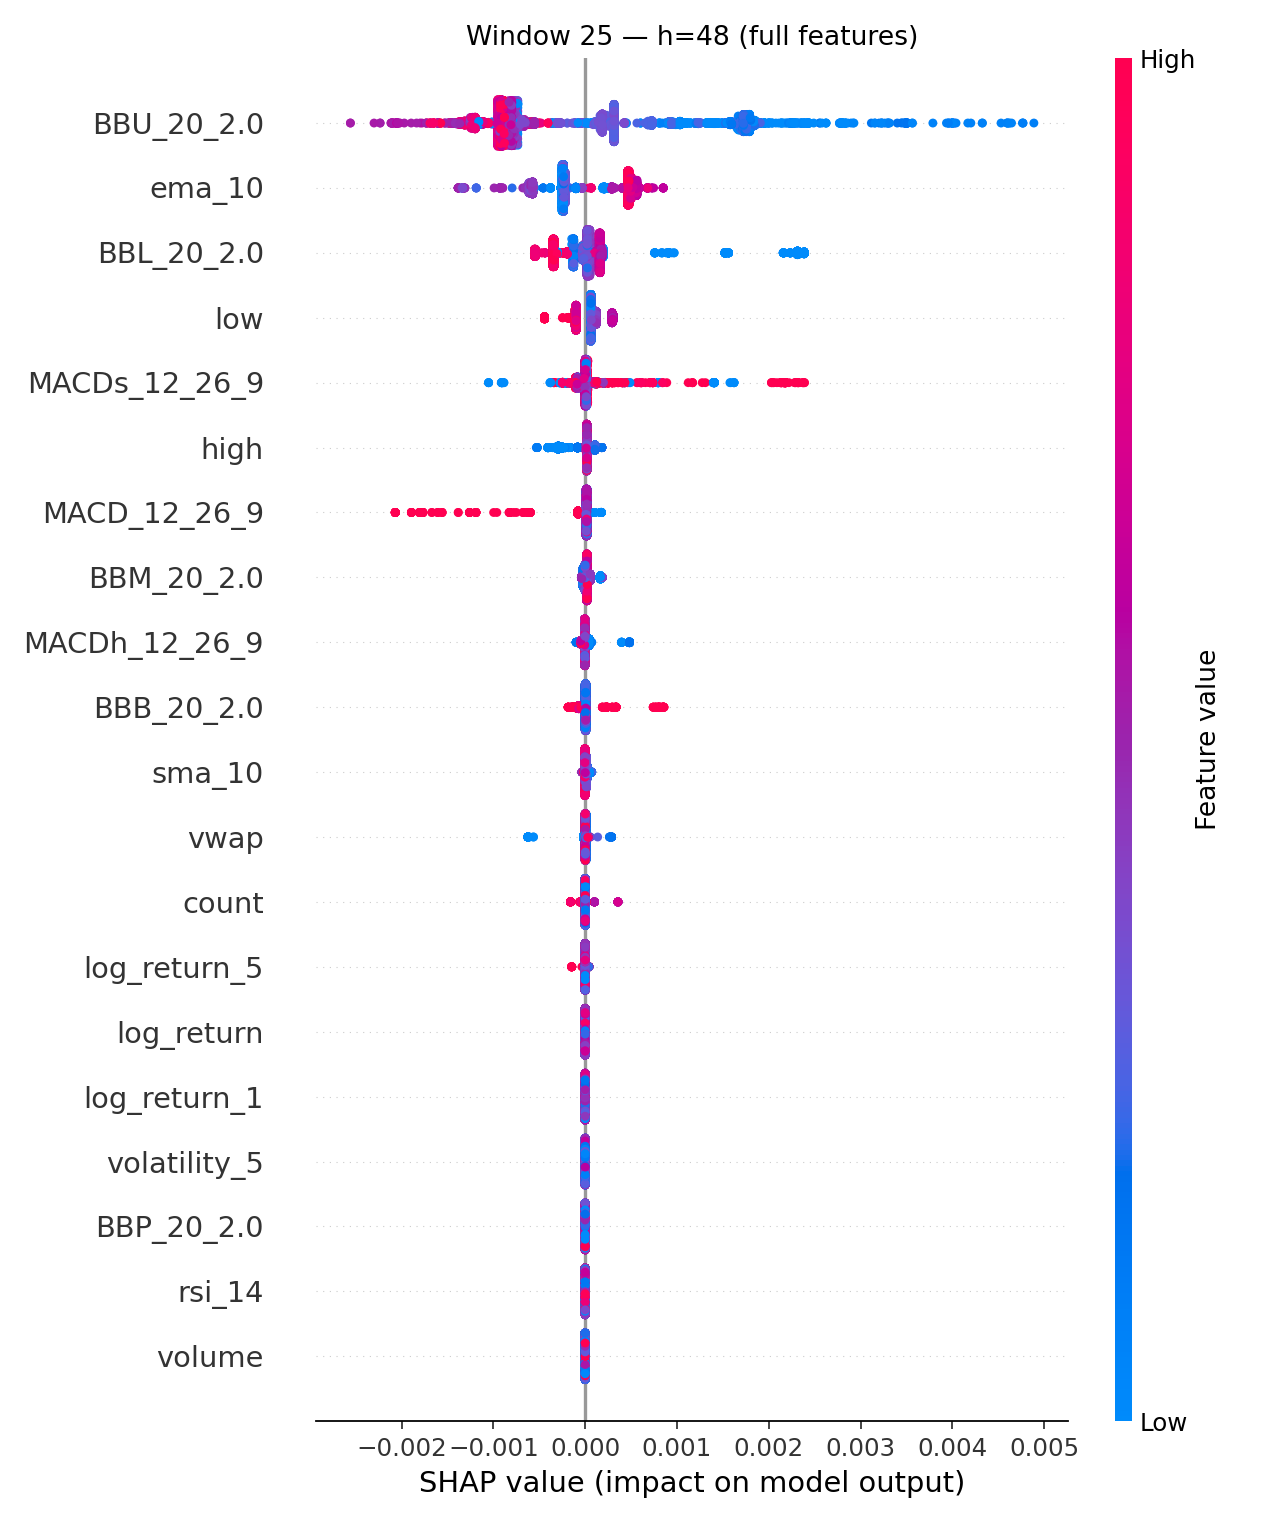 Window 25 — h=48 (full features)
High
BBU_20_2.0
ema_10
BBL_20_2.0
low
MACDs_12_26_9
high
MACD_12_26_9
BBM_20_2.0
MACDh_12_26_9
BBB_20_2.0
sma_10
vwap
count
log_return_5
log_return
log_return_1
volatility_5
BBP_20_2.0
rsi_14
volume
Feature value
Low
−0.002 −0.001 0.000 0.001 0.002 0.003 0.004 0.005
SHAP value (impact on model output)